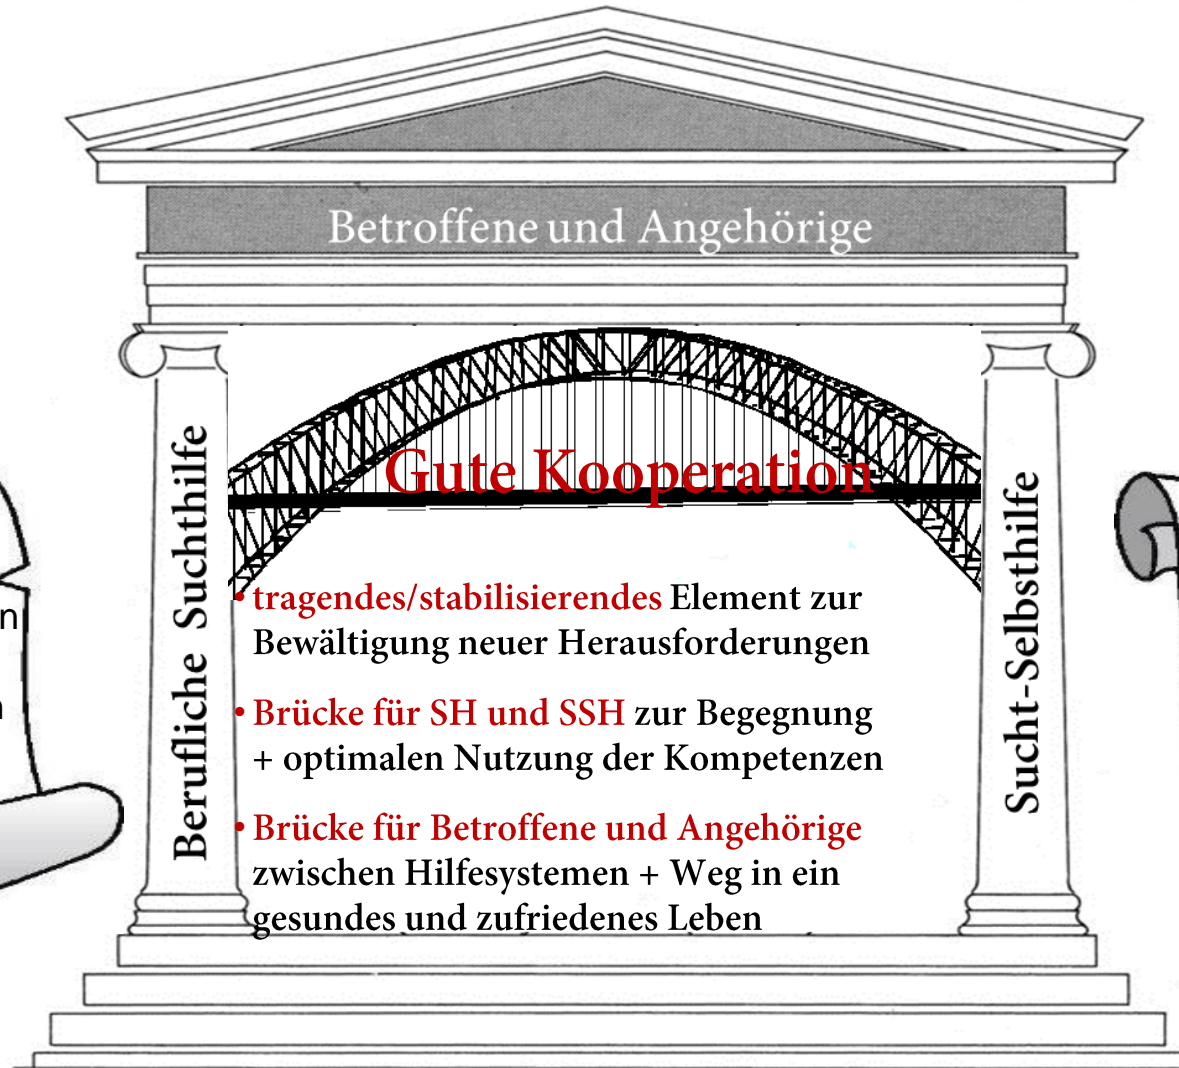 Betroffene und Angehörige
Gute Kooperation
Berufliche Suchthilfe
• tragendes/stabilisierendes Element zur
Bewältigung neuer Herausforderungen
• Brücke für SH und SSH zur Begegnung
+ optimalen Nutzung der Kompetenzen
• Brücke für Betroffene und Angehörige
zwischen Hilfesystemen + Weg in ein
gesundes und zufriedenes Leben
Sucht-Selbsthilfe